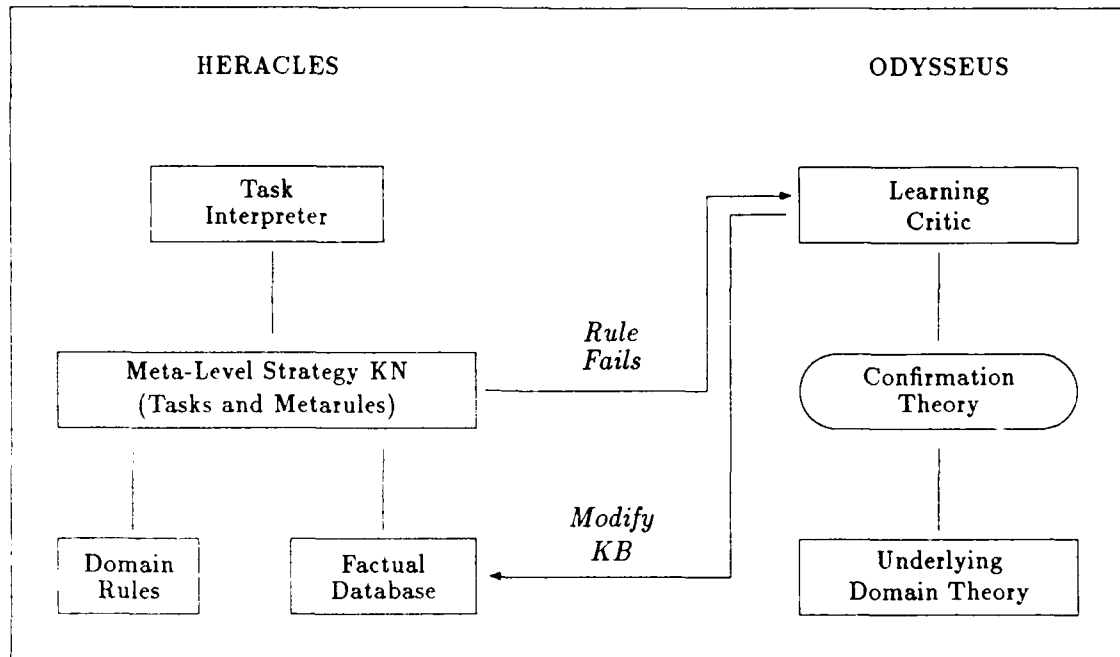 HERACLES
ODYSSEUS
Task
Interpreter
Learning
Critic
Rule
Fails
Meta-Level Strategy KN
(Tasks and Metarules)
Confirmation
Theory
Modify
KB
Domain
Rules
Factual
Database
Underlying
Domain Theory